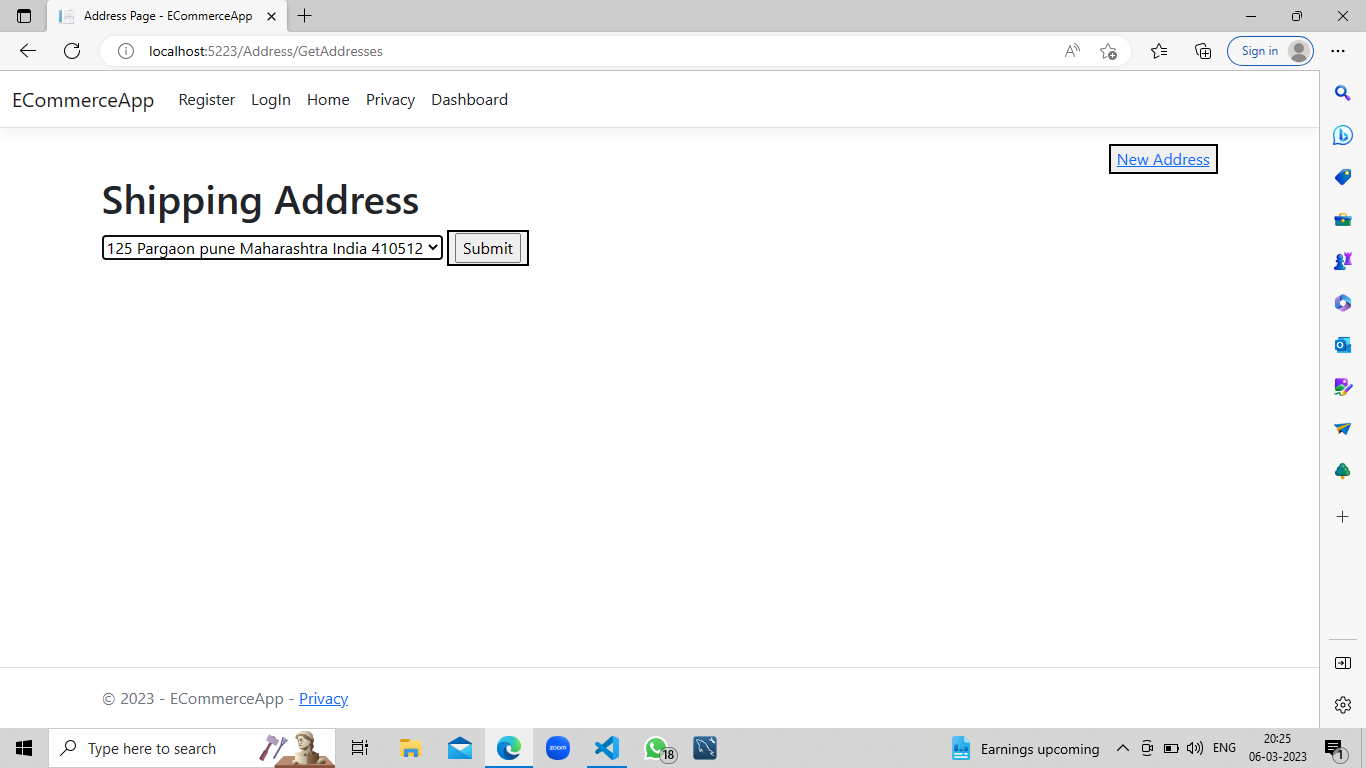 Address Page - ECommerceApp
localhost:5223/Address/GetAddresses
Sign in
ECommerceApp Register LogIn Home Privacy Dashboard
New Address
Shipping Address
125 Pargaon pune Maharashtra India 410512 Submit
© 2023 - ECommerceApp - Privacy
Type here to search
zoom
18
Earnings upcoming
ENG
20:25
06-03-2023
1